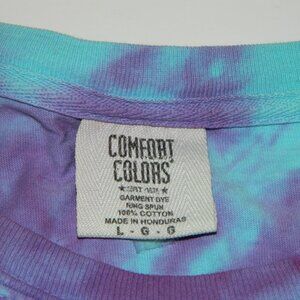 COMFORT
COLORS®
GARMENT DYE
RING SPUN
100% COTTON
MADE IN HONDURAS
L - G - G